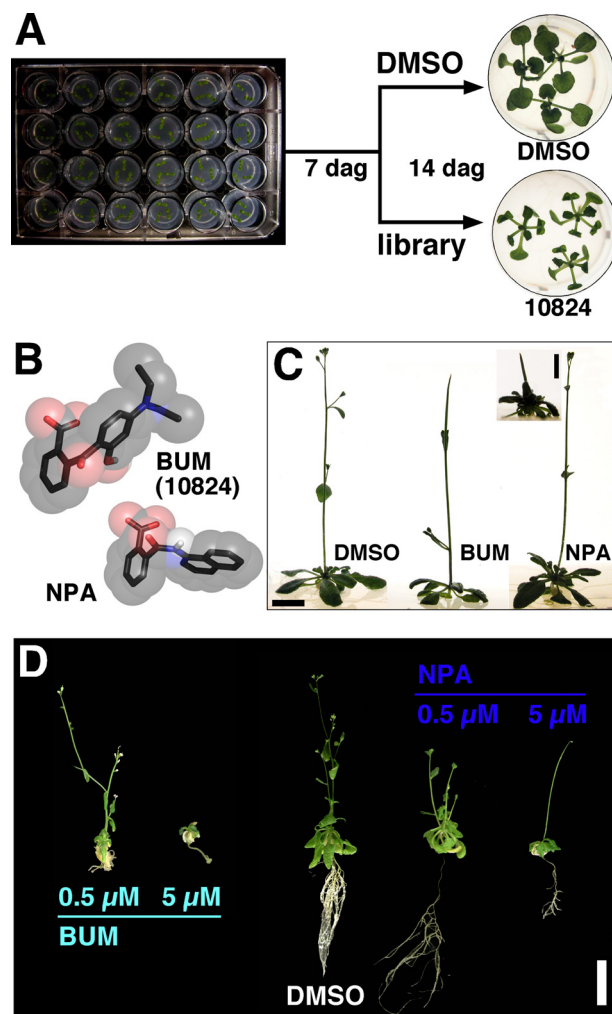 A
DMSO
7 dag
14 dag
DMSO
library
10824
B
BUM
(10824)
NPA
C
DMSO
BUM
NPA
D
NPA
0.5 µM 5 µM
0.5 µM 5 µM
BUM
DMSO